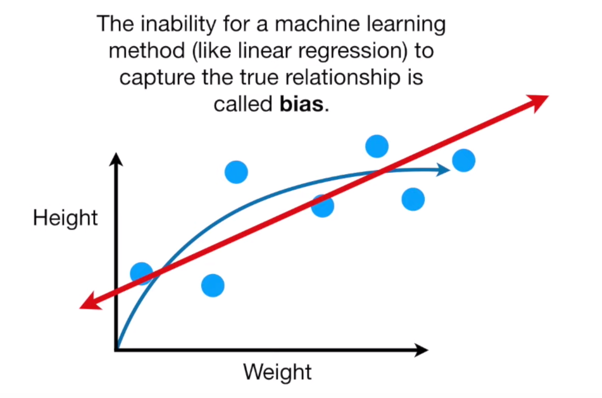 The inability for a machine learning
method (like linear regression) to
capture the true relationship is
called bias.
Height
Weight